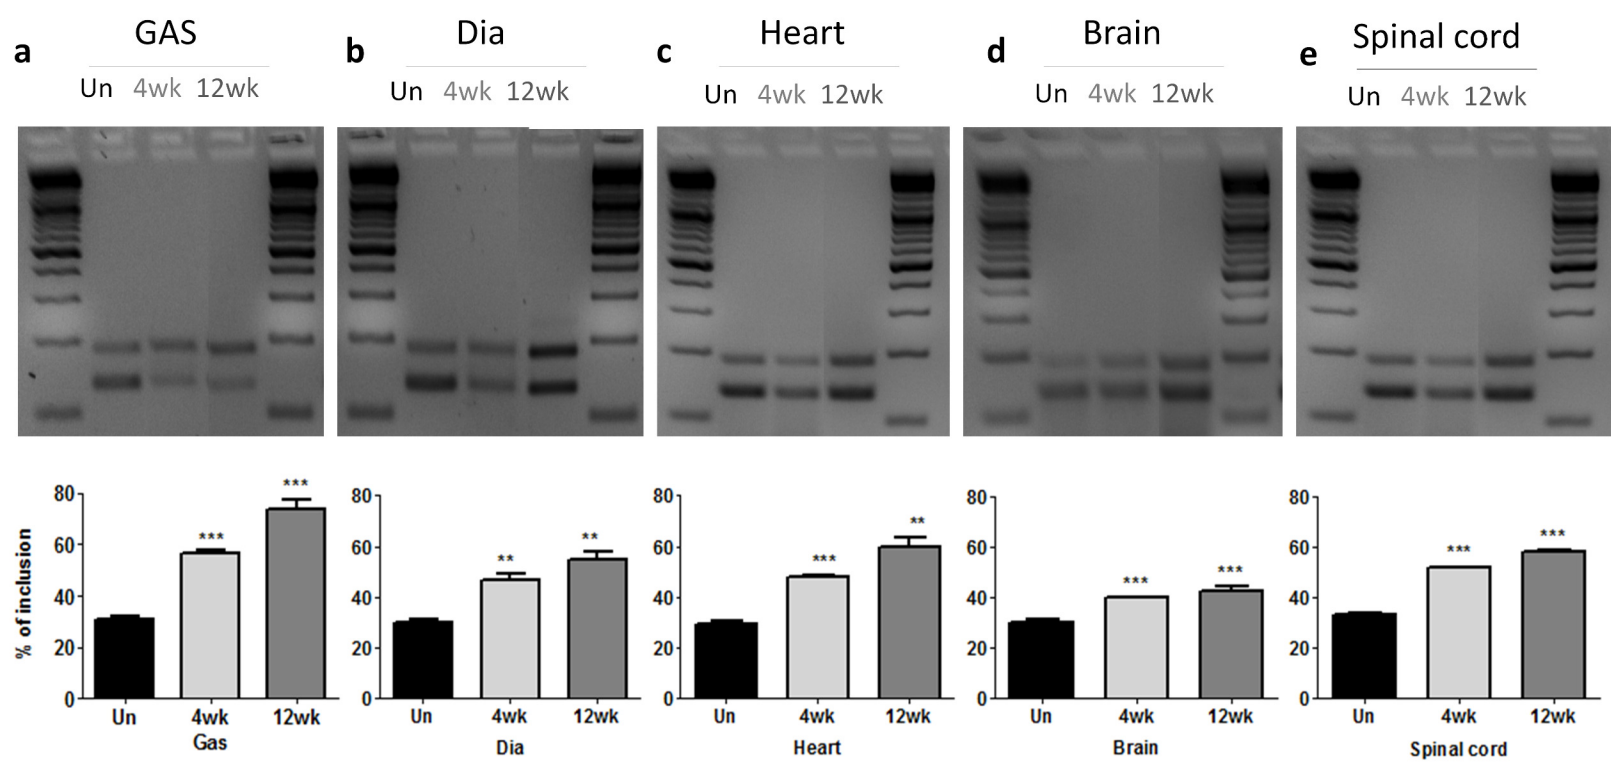 a GAS
Un 4wk 12wk
b Dia
Un 4wk 12wk
c Heart
Un 4wk 12wk
d Brain
Un 4wk 12wk
e Spinal cord
Un 4wk 12wk
% of inclusion
80
60
40
20
0
***
***
Un 4wk 12wk
Gas
80
60
40
20
0
**
**
Un 4wk 12wk
Dia
80
60
40
20
0
***
**
Un 4wk 12wk
Heart
80
60
40
20
0
***
***
Un 4wk 12wk
Brain
80
60
40
20
0
***
***
Un 4wk 12wk
Spinal cord